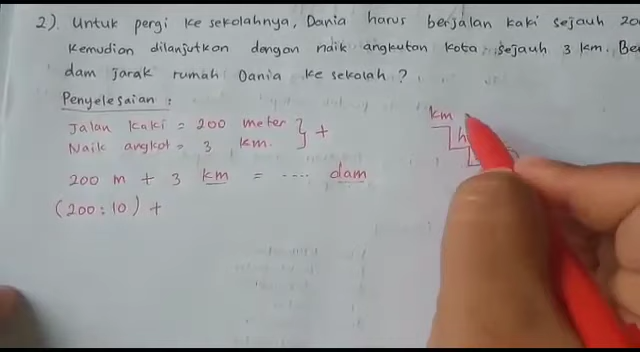 2). Untuk pergi ke sekolahnya, Dania harus berjalan kaki sejauh
Kemudian dilanjutkan dengan naik angkutan kota sejauh 3 km.
dam jarak rumah Dania ke sekolah ?
Penyelesaian :
Jalan kaki = 200 meter } +
Naik angkot = 3 km.
km
h
200 m + 3 km = .... dam
(200 : 10) +